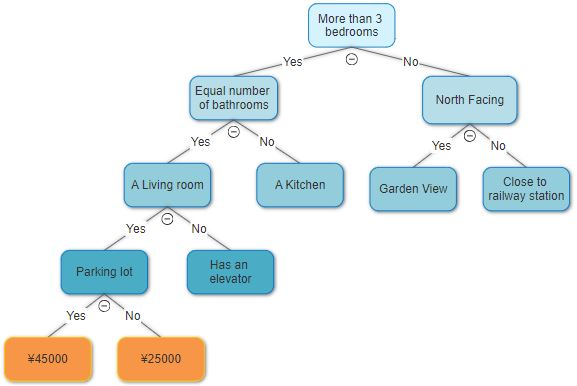 More than 3
bedrooms
Yes
No
Equal number
of bathrooms
North Facing
Yes
No
Yes
No
A Living room
A Kitchen
Garden View
Close to
railway station
Yes
No
Parking lot
Has an
elevator
Yes
No
¥45000
¥25000